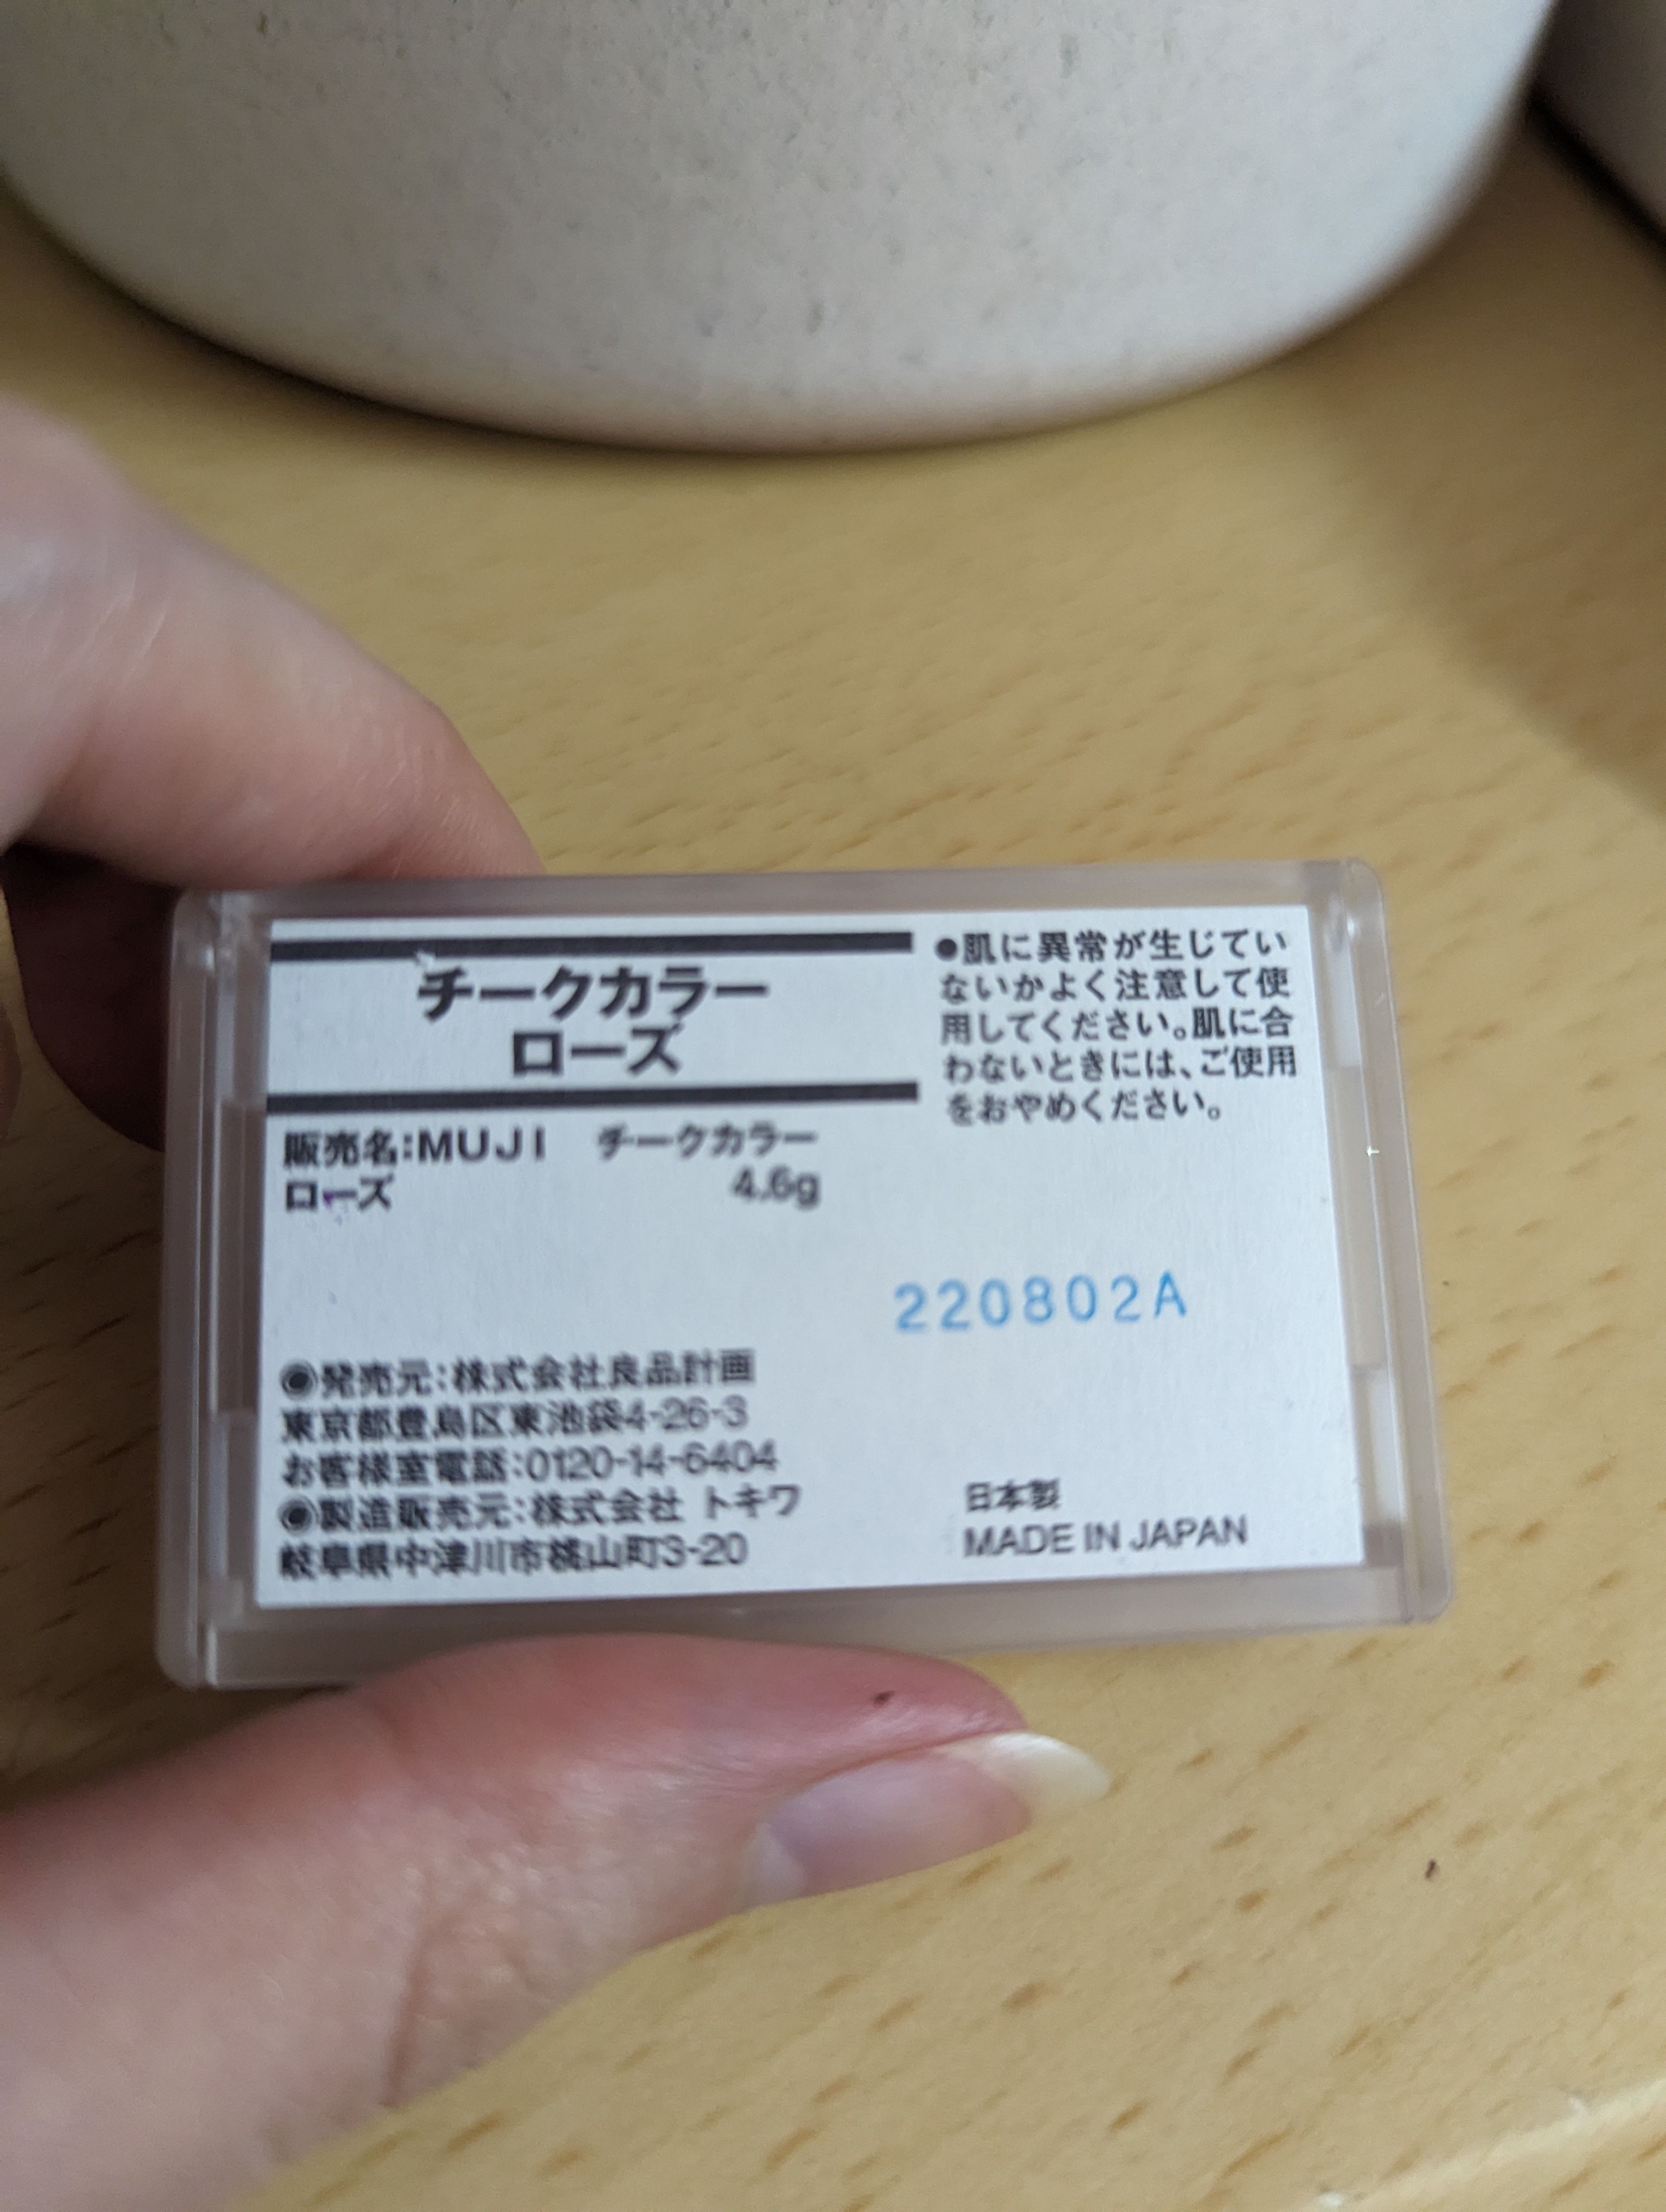 チークカラー
ローズ
販売名:MUJI　チークカラー
ローズ 4.6g
●肌に異常が生じてい
ないかよく注意して使
用してください。肌に合
わないときには、ご使用
をおやめください。
220802A
◉発売元:株式会社良品計画
東京都豊島区東池袋4-26-3
お客様室電話:0120-14-6404
◉製造販売元:株式会社 トキワ
岐阜県中津川市桃山町3-20
日本製
MADE IN JAPAN